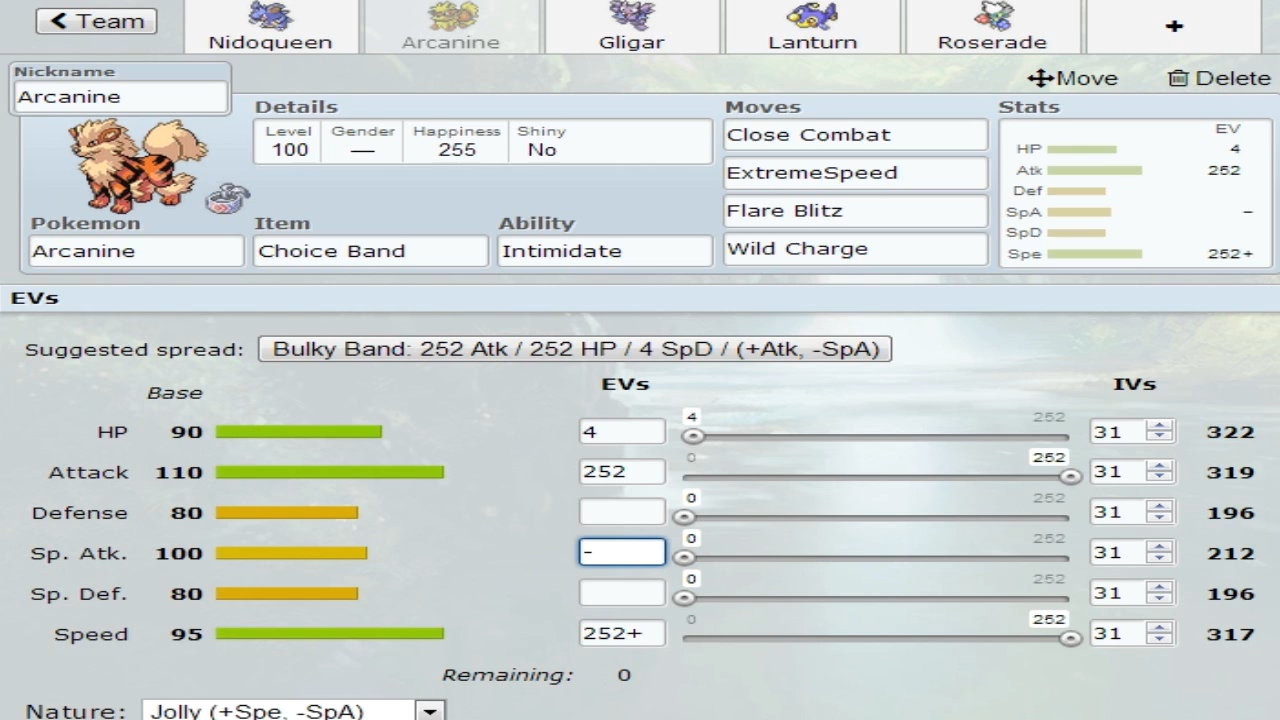 Team
Nidoqueen Arcanine Gligar Lanturn Roserade +
Nickname
Arcanine
Move Delete
Details
Level Gender Happiness Shiny
100 — 255 No
Moves
Close Combat
ExtremeSpeed
Flare Blitz
Wild Charge
Stats
EV
HP 4
Atk 252
Def
SpA –
SpD
Spe 252+
Pokemon Item Ability
Arcanine Choice Band Intimidate
EVs
Suggested spread: Bulky Band: 252 Atk / 252 HP / 4 SpD / (+Atk, -SpA)
Base EVs IVs
HP 90 4 4 252 31 322
Attack 110 252 0 252 31 319
Defense 80 0 252 31 196
Sp. Atk. 100 - 0 252 31 212
Sp. Def. 80 0 252 31 196
Speed 95 252+ 0 252 31 317
Remaining: 0
Nature: Jolly (+Spe, -SpA)